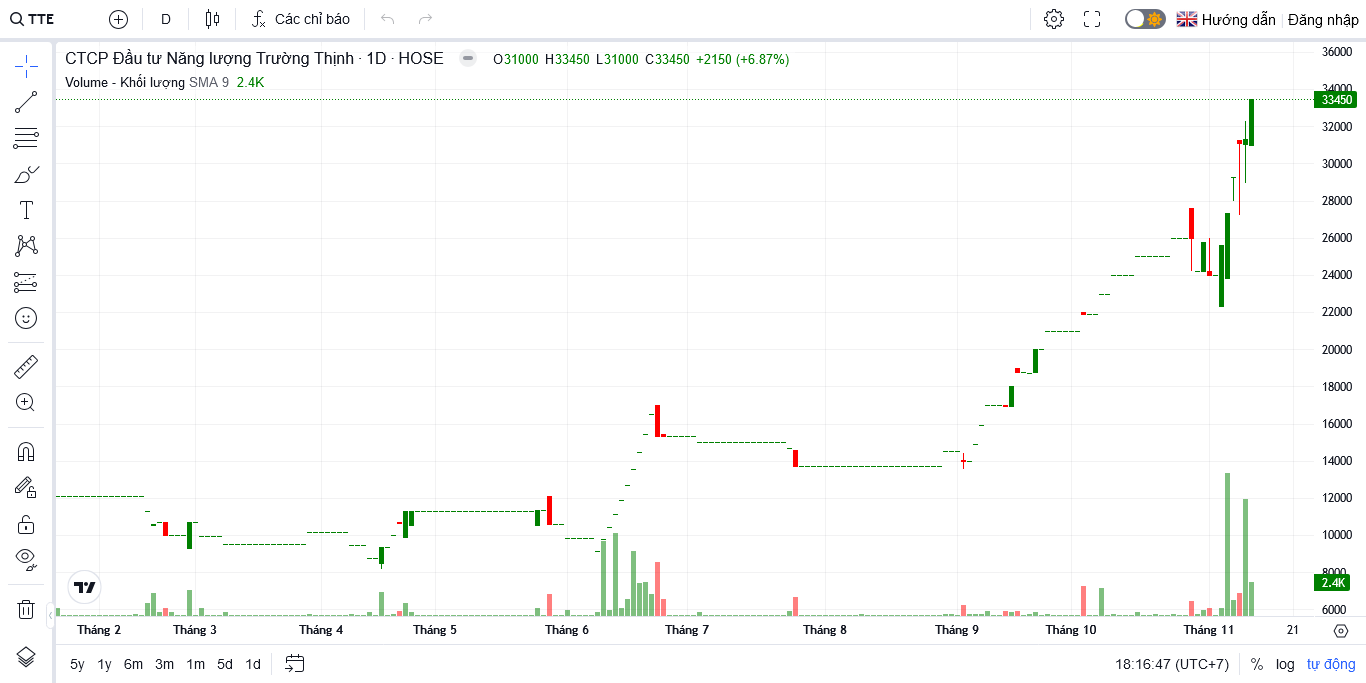 TTE D Các chỉ báo Hướng dẫn Đăng nhập
CTCP Đầu tư Năng lượng Trường Thịnh · 1D · HOSE O31000 H33450 L31000 C33450 +2150 (+6.87%)
Volume - Khối lượng SMA 9 2.4K
36000
34000
33450
32000
30000
28000
26000
24000
22000
20000
18000
16000
14000
12000
10000
8000
2.4K
6000
Tháng 2 Tháng 3 Tháng 4 Tháng 5 Tháng 6 Tháng 7 Tháng 8 Tháng 9 Tháng 10 Tháng 11 21
5y 1y 6m 3m 1m 5d 1d 18:16:47 (UTC+7) % log tự động